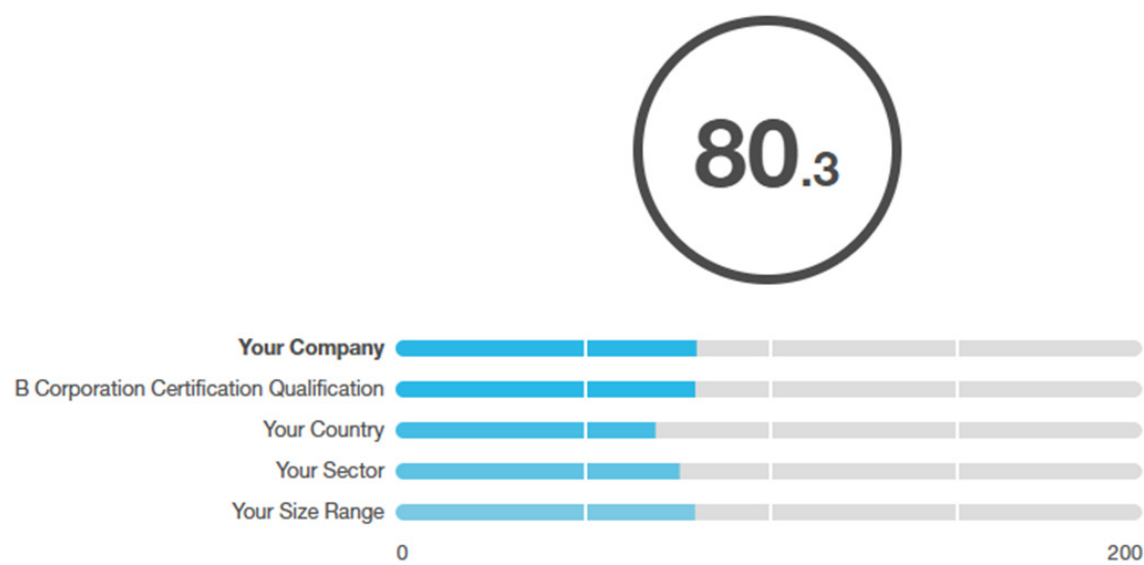 80.3
Your Company
B Corporation Certification Qualification
Your Country
Your Sector
Your Size Range
0 200